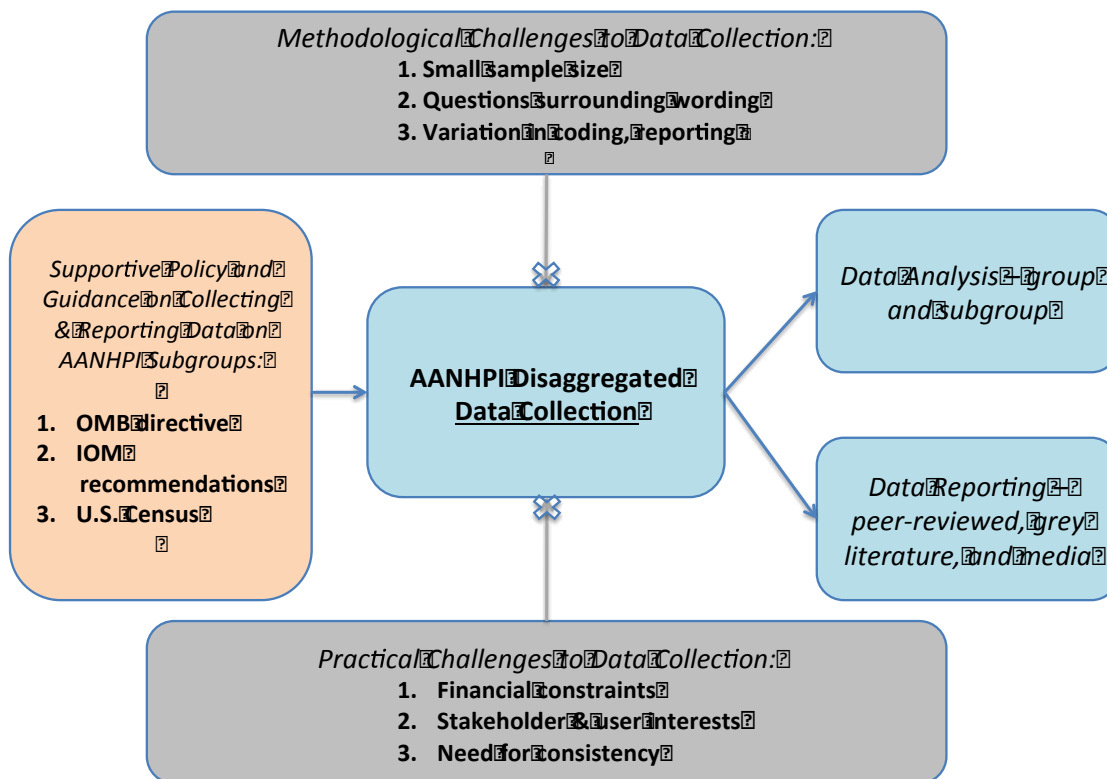 Methodological Challenges to Data Collection:
1. Small sample size
2. Questions surrounding wording
3. Variation in coding, reporting
Supportive Policy and
Guidance on Collecting
& Reporting Data on
AANHPI Subgroups:
1. OMB directive
2. IOM
recommendations
3. U.S. Census
AANHPI Disaggregated
Data Collection
Data Analysis – group
and subgroup
Data Reporting –
peer-reviewed, grey
literature, and media
Practical Challenges to Data Collection:
1. Financial constraints
2. Stakeholder & user interests
3. Need for consistency